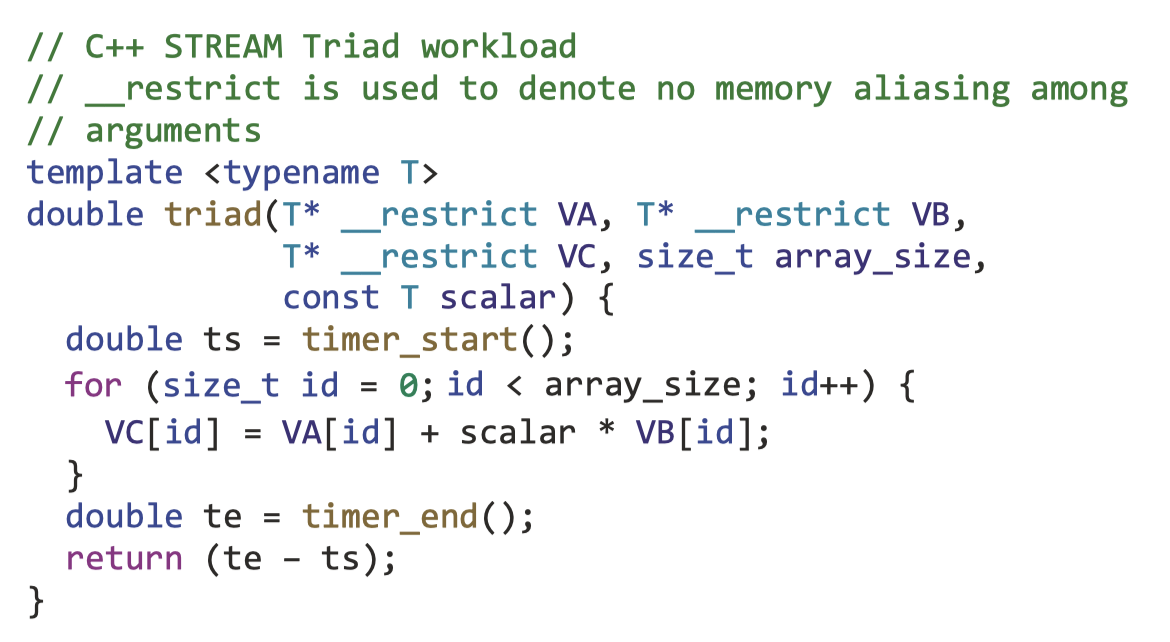 // C++ STREAM Triad workload
// __restrict is used to denote no memory aliasing among
// arguments
template <typename T>
double triad(T* __restrict VA, T* __restrict VB,
             T* __restrict VC, size_t array_size,
             const T scalar) {
  double ts = timer_start();
  for (size_t id = 0; id < array_size; id++) {
    VC[id] = VA[id] + scalar * VB[id];
  }
  double te = timer_end();
  return (te – ts);
}